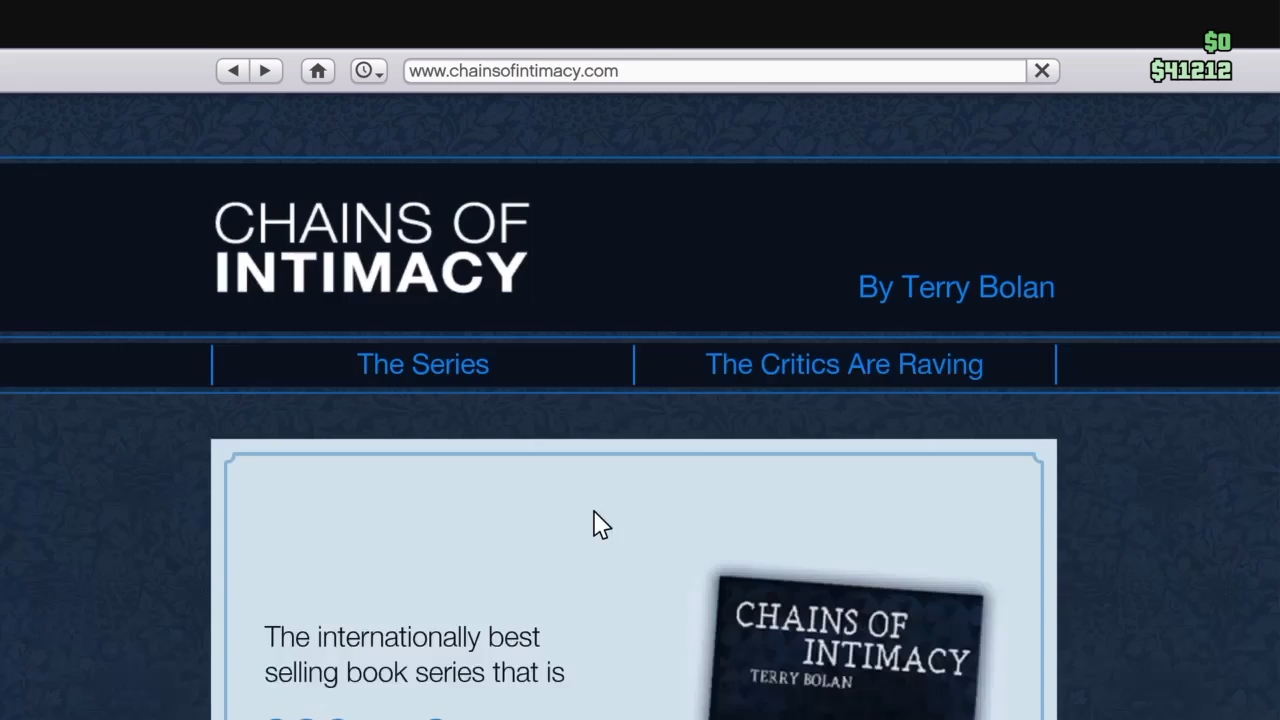 $0
www.chainsofintimacy.com
$41212
CHAINS OF
INTIMACY
By Terry Bolan
The Series
The Critics Are Raving
The internationally best
selling book series that is
CHAINS OF
INTIMACY
TERRY BOLAN